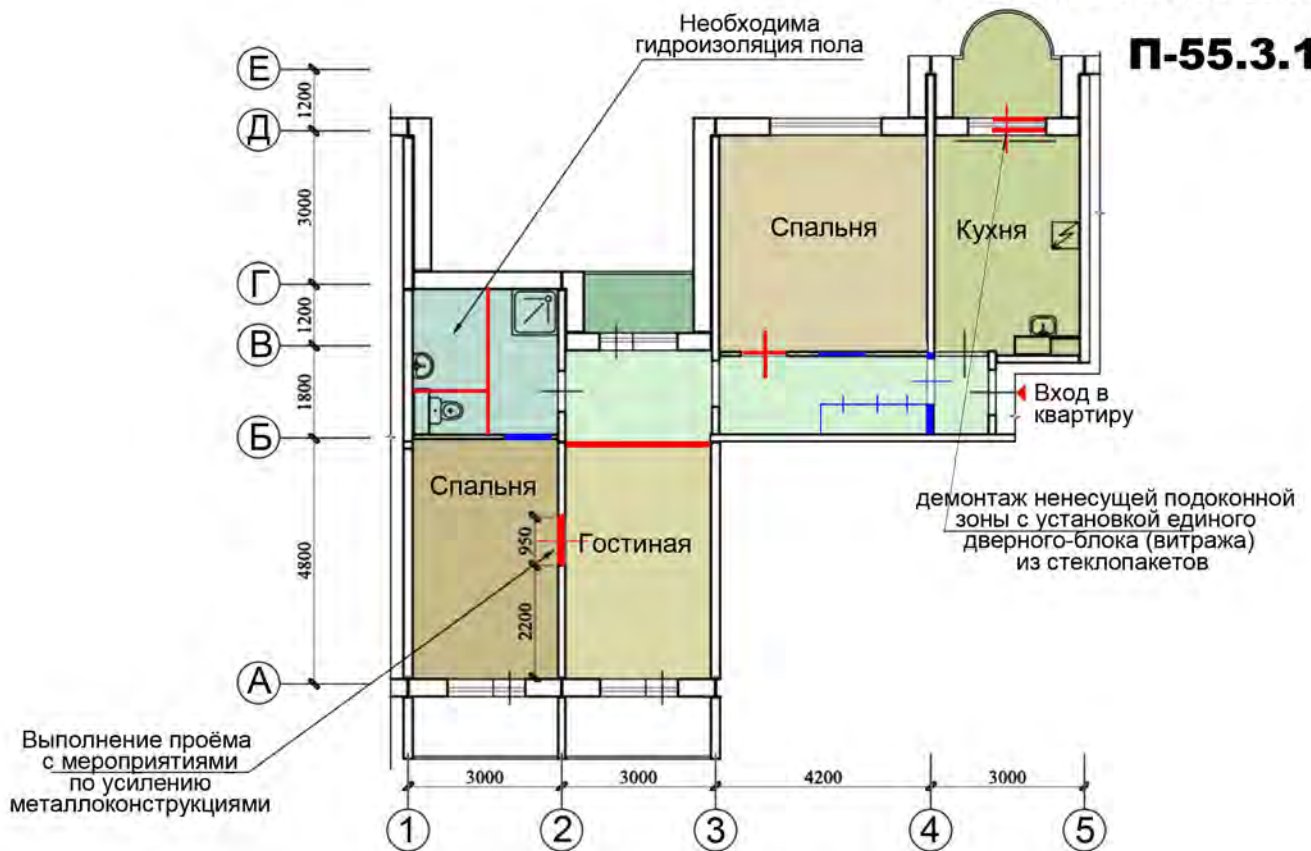 Необходима
гидроизоляция пола
П-55.3.1
Е
1200
Д
3000
Г
1200
В
1800
Б
4800
А
Спальня
Кухня
Вход в
квартиру
Спальня
950
Гостиная
2200
демонтаж ненесущей подоконной
зоны с установкой единого
дверного-блока (витража)
из стеклопакетов
Выполнение проёма
с мероприятиями
по усилению
металлоконструкциями
3000
3000
4200
3000
1
2
3
4
5